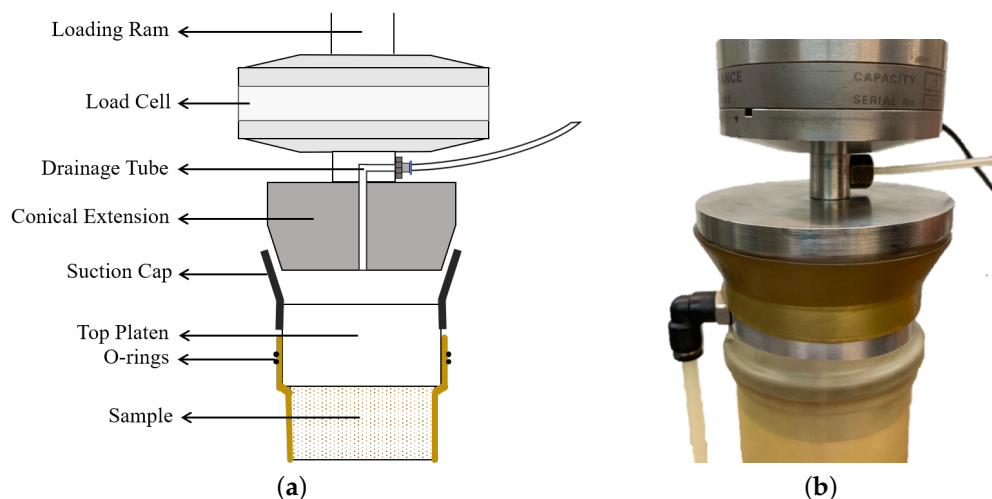 Loading Ram
Load Cell
Drainage Tube
Conical Extension
Suction Cap
Top Platen
O-rings
Sample
CAPACITY
SERIAL No
(a)
(b)